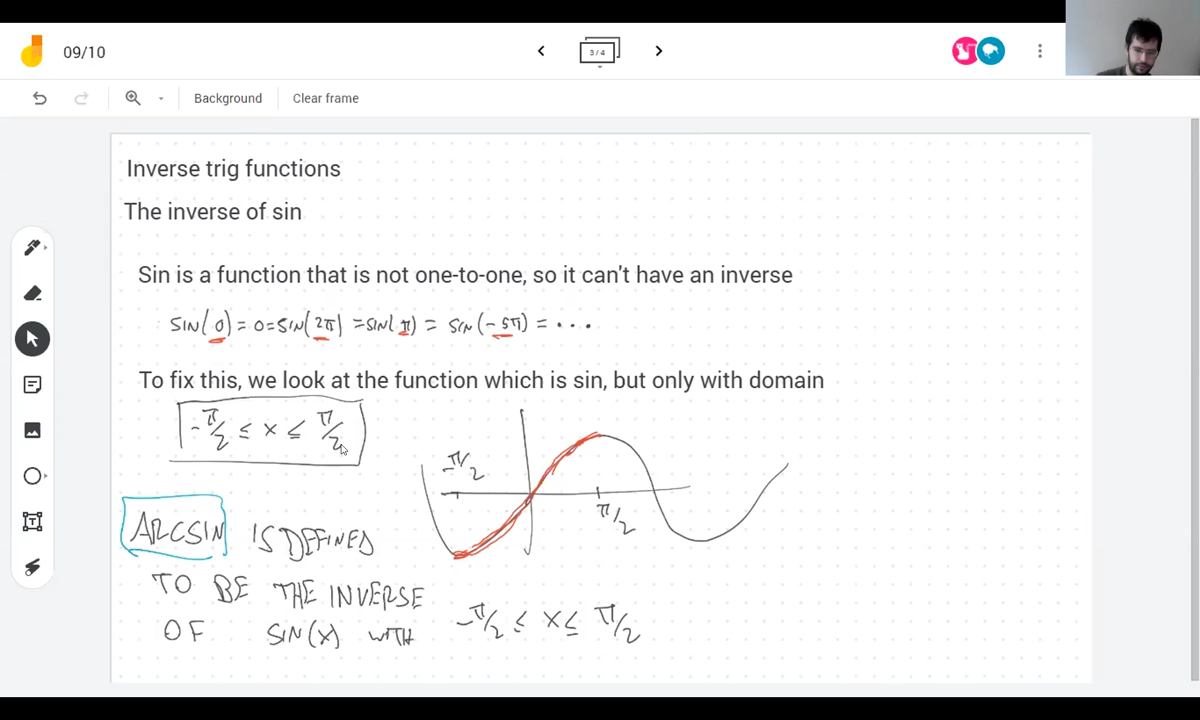 09/10
3 / 4
Background
Clear frame
Inverse trig functions
The inverse of sin
Sin is a function that is not one-to-one, so it can't have an inverse
SIN(0) = 0 = SIN(2π) = SIN(π) = SIN(-5π) = ...
To fix this, we look at the function which is sin, but only with domain
-π/2 ≤ x ≤ π/2
-π/2
π/2
ARCSIN IS DEFINED
TO BE THE INVERSE
OF SIN(X) WITH -π/2 ≤ X ≤ π/2